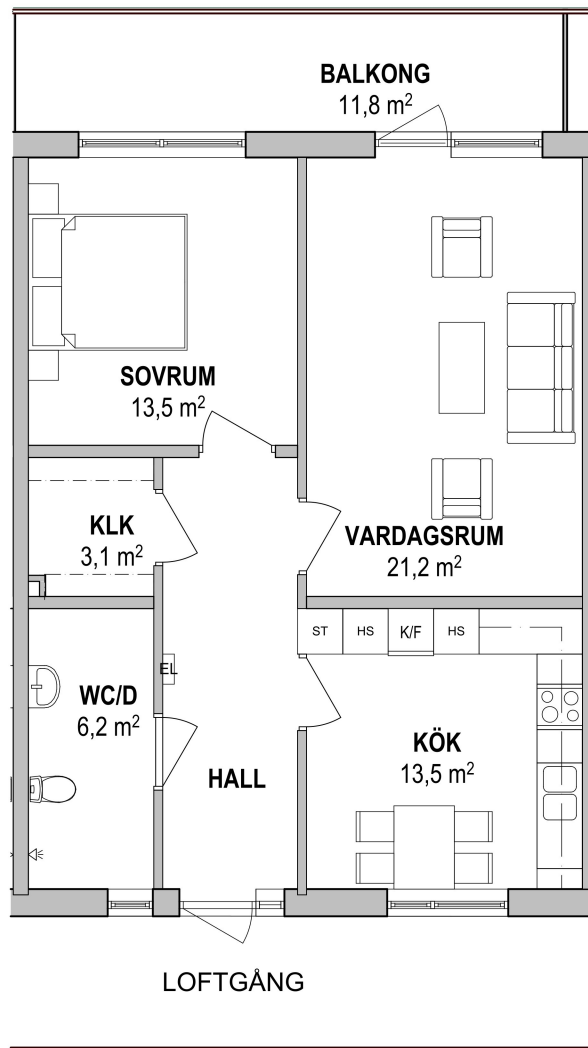 BALKONG
11,8 m²
SOVRUM
13,5 m²
KLK
3,1 m²
VARDAGSRUM
21,2 m²
ST HS K/F HS
EL
WC/D
6,2 m²
KÖK
13,5 m²
HALL
LOFTGÅNG